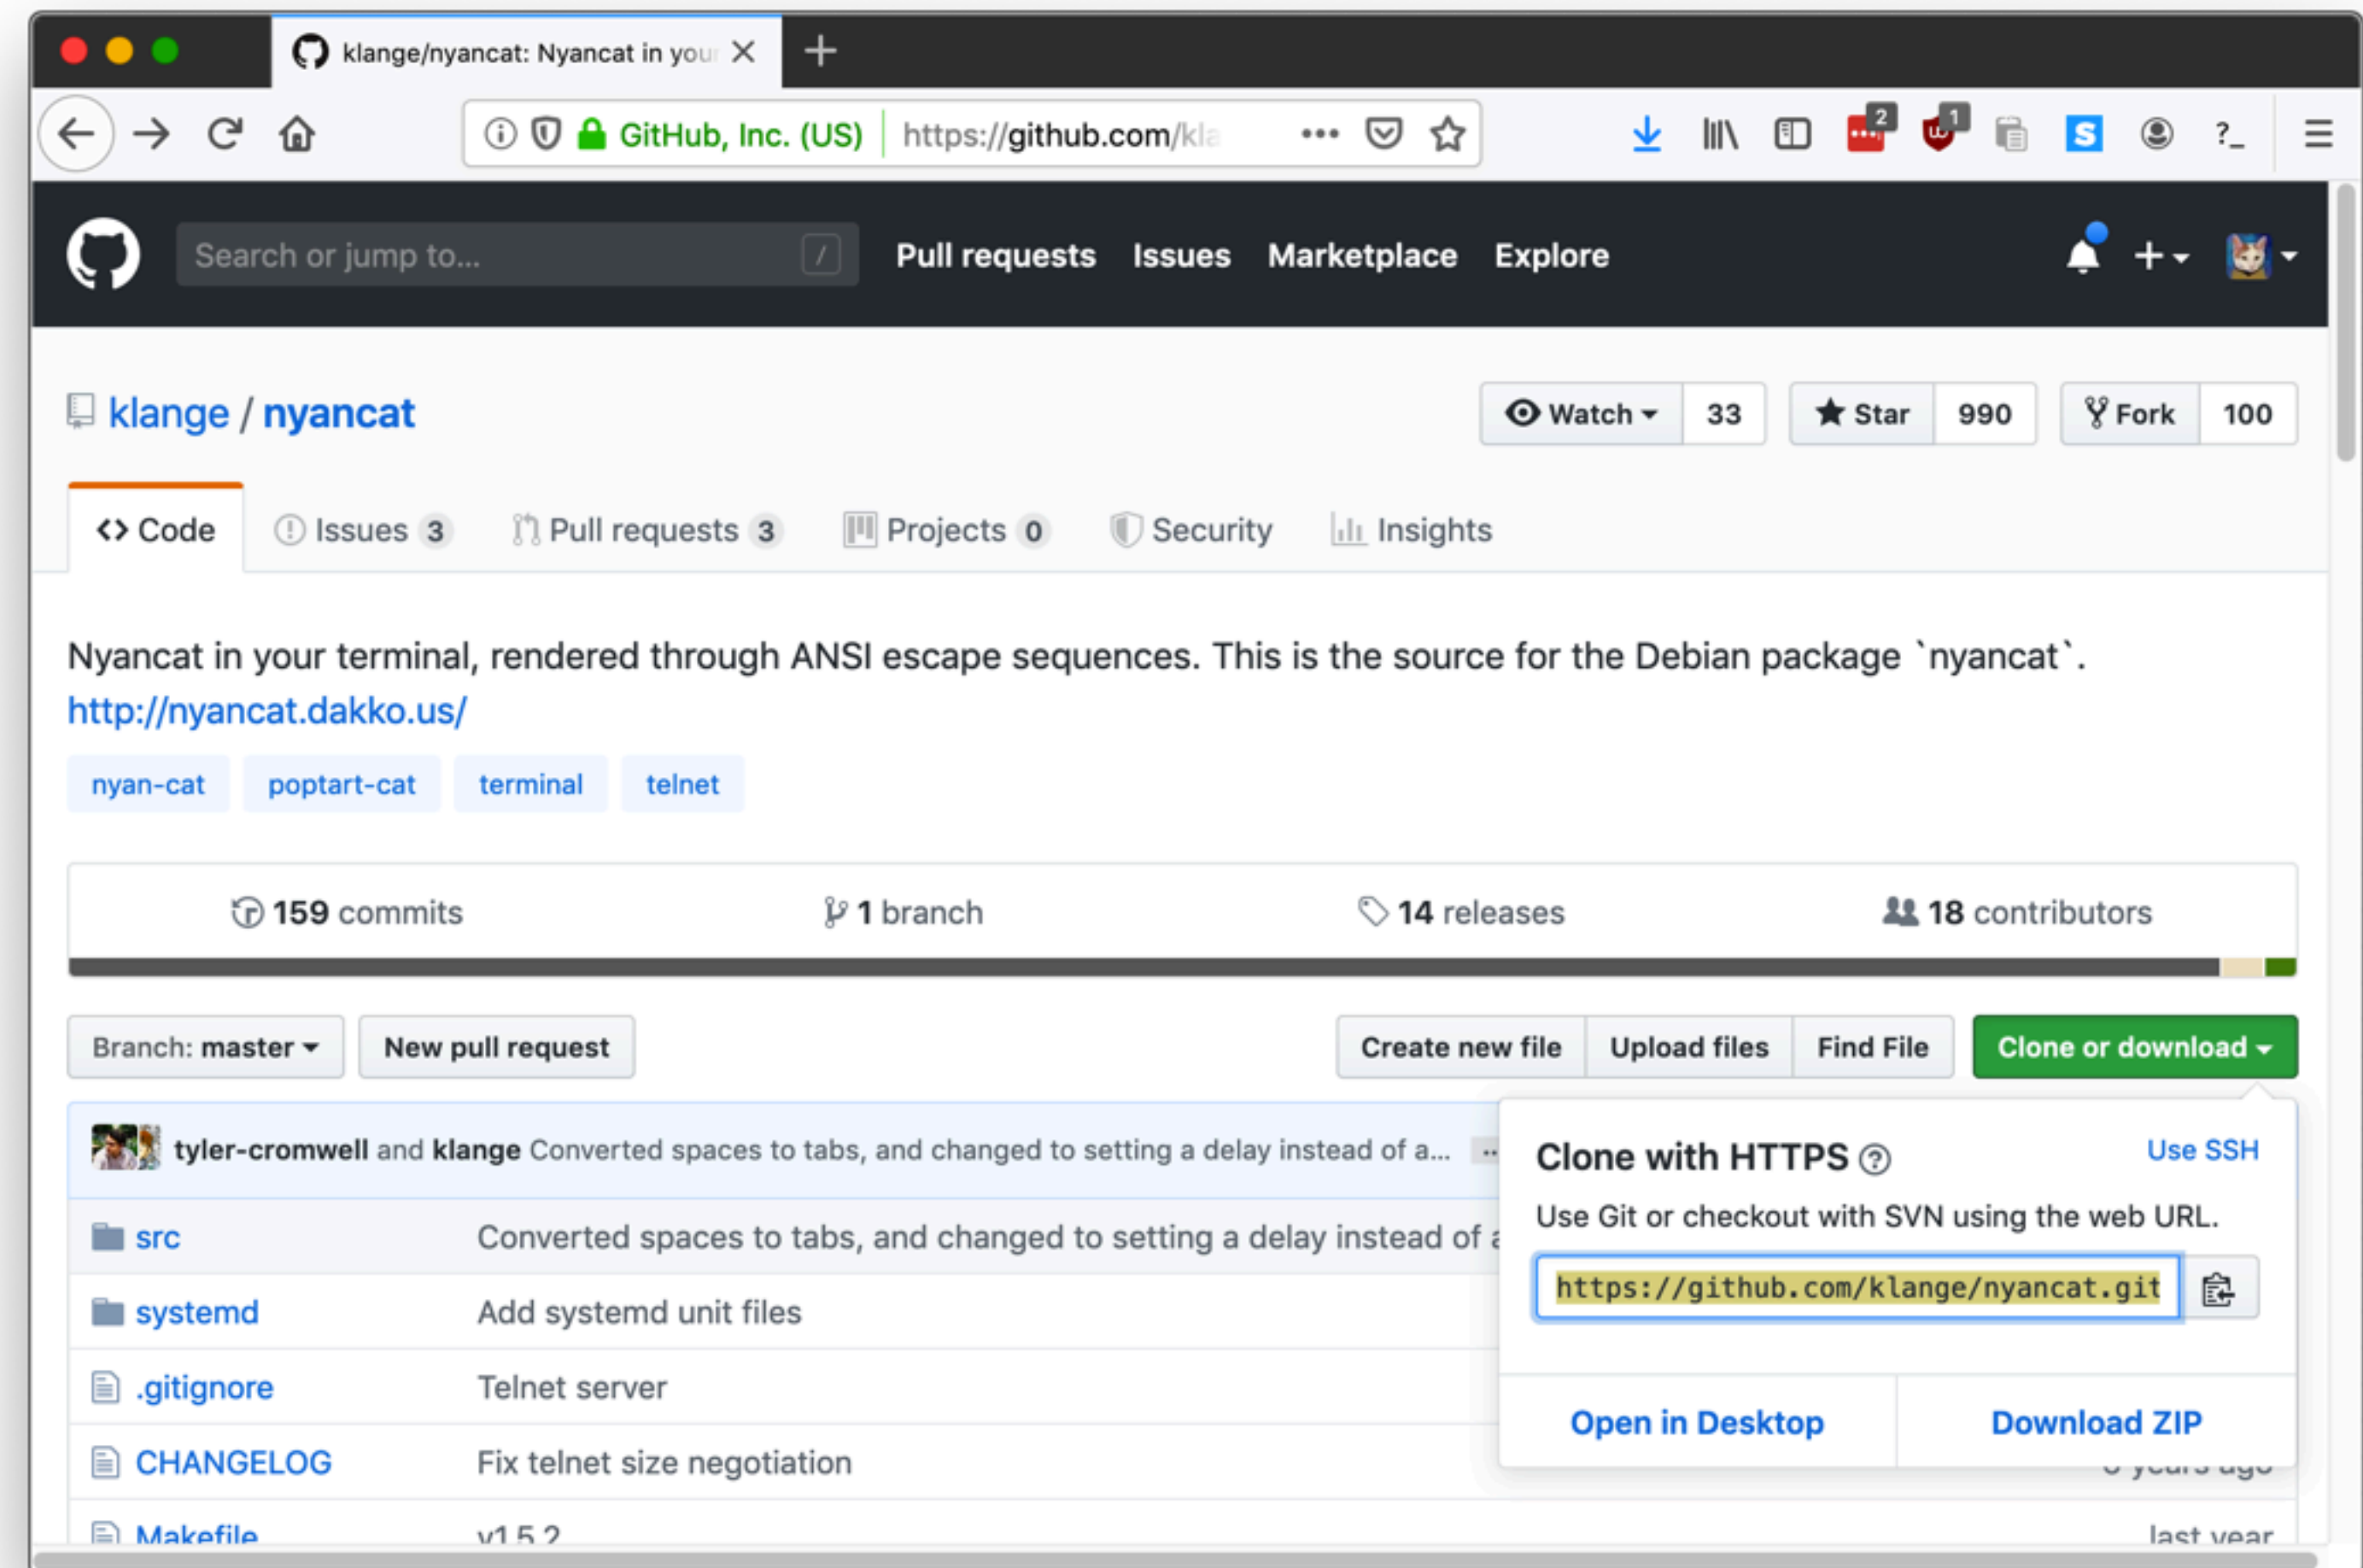 klange/nyancat: Nyancat in your
GitHub, Inc. (US) https://github.com/kla
2 1 S ?_
Search or jump to... / Pull requests Issues Marketplace Explore
klange / nyancat Watch 33 Star 990 Fork 100
Code Issues 3 Pull requests 3 Projects 0 Security Insights
Nyancat in your terminal, rendered through ANSI escape sequences. This is the source for the Debian package `nyancat`.
http://nyancat.dakko.us/
nyan-cat poptart-cat terminal telnet
159 commits 1 branch 14 releases 18 contributors
Branch: master New pull request Create new file Upload files Find File Clone or download
tyler-cromwell and klange Converted spaces to tabs, and changed to setting a delay instead of a...
Clone with HTTPS Use SSH
Use Git or checkout with SVN using the web URL.
https://github.com/klange/nyancat.git
Open in Desktop Download ZIP
src Converted spaces to tabs, and changed to setting a delay instead of
systemd Add systemd unit files
.gitignore Telnet server
CHANGELOG Fix telnet size negotiation years ago
Makefile v1.5.2 last year